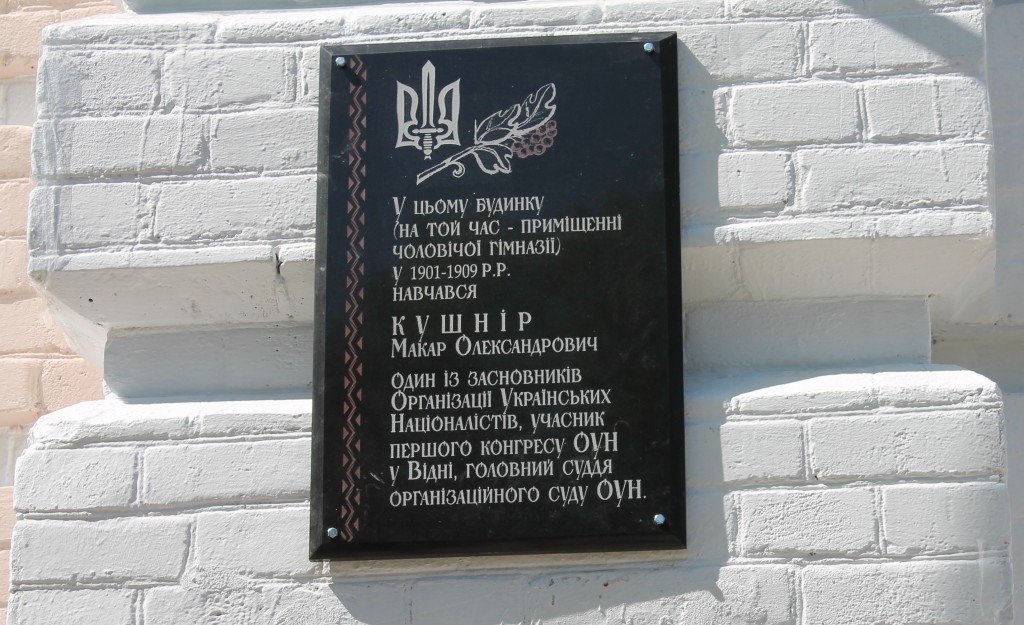 У цьому будинку
(на той час - приміщенні
чоловічої гімназії)
у 1901-1909 р.р.
навчався
Кушнір
Макар Олександрович
один із засновників
Організації Українських
Націоналістів, учасник
першого конгресу ОУН
у Відні, головний суддя
організаційного суду ОУН.